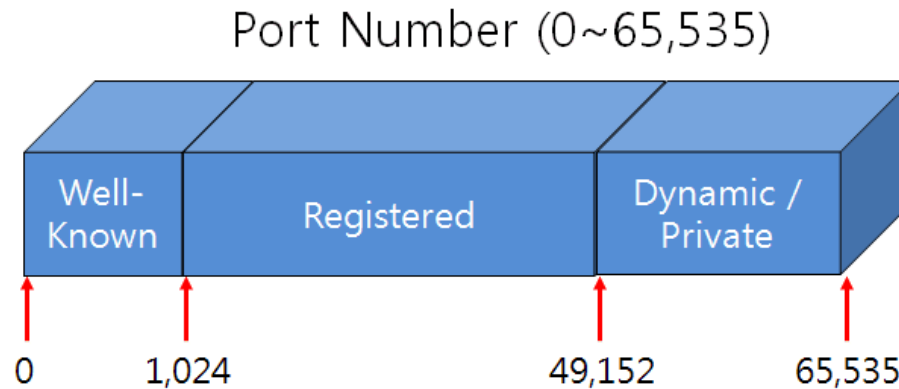 Port Number (0~65,535)
Well-
Known
Registered
Dynamic /
Private
0
1,024
49,152
65,535